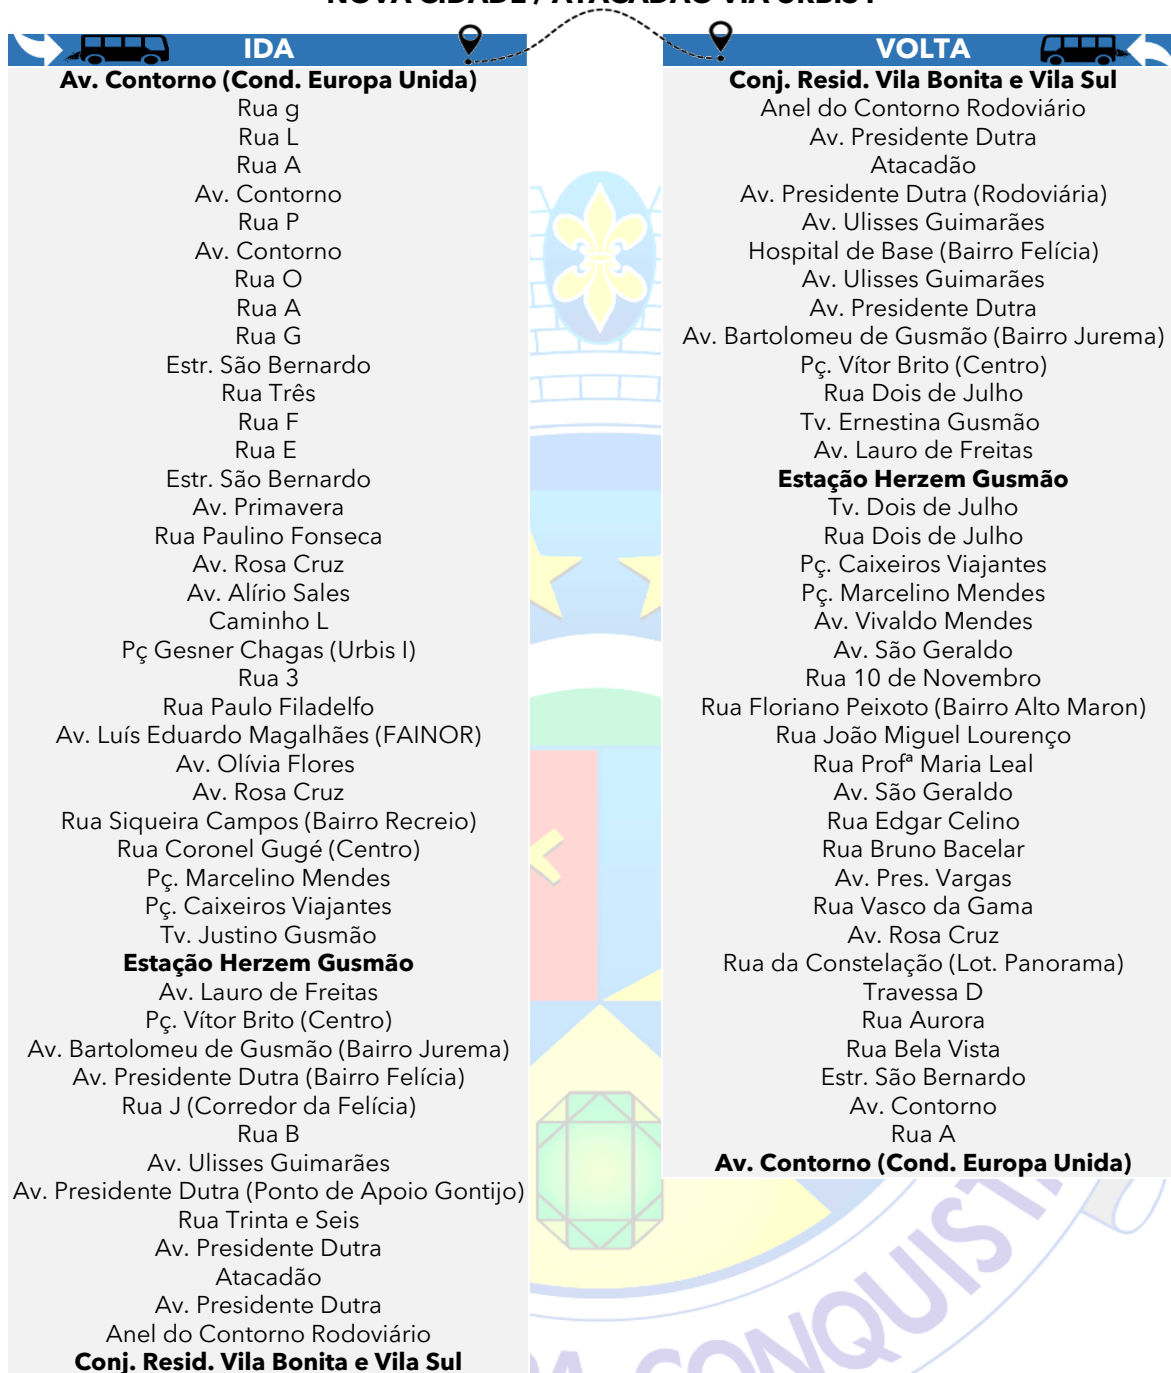 NOVA CIDADE / ATACADÃO VIA URBIS I
IDA
Av. Contorno (Cond. Europa Unida)
Rua g
Rua L
Rua A
Av. Contorno
Rua P
Av. Contorno
Rua O
Rua A
Rua G
Estr. São Bernardo
Rua Três
Rua F
Rua E
Estr. São Bernardo
Av. Primavera
Rua Paulino Fonseca
Av. Rosa Cruz
Av. Alírio Sales
Caminho L
Pç Gesner Chagas (Urbis I)
Rua 3
Rua Paulo Filadelfo
Av. Luís Eduardo Magalhães (FAINOR)
Av. Olívia Flores
Av. Rosa Cruz
Rua Siqueira Campos (Bairro Recreio)
Rua Coronel Gugé (Centro)
Pç. Marcelino Mendes
Pç. Caixeiros Viajantes
Tv. Justino Gusmão
Estação Herzem Gusmão
Av. Lauro de Freitas
Pç. Vítor Brito (Centro)
Av. Bartolomeu de Gusmão (Bairro Jurema)
Av. Presidente Dutra (Bairro Felícia)
Rua J (Corredor da Felícia)
Rua B
Av. Ulisses Guimarães
Av. Presidente Dutra (Ponto de Apoio Gontijo)
Rua Trinta e Seis
Av. Presidente Dutra
Atacadão
Av. Presidente Dutra
Anel do Contorno Rodoviário
Conj. Resid. Vila Bonita e Vila Sul
VOLTA
Conj. Resid. Vila Bonita e Vila Sul
Anel do Contorno Rodoviário
Av. Presidente Dutra
Atacadão
Av. Presidente Dutra (Rodoviária)
Av. Ulisses Guimarães
Hospital de Base (Bairro Felícia)
Av. Ulisses Guimarães
Av. Presidente Dutra
Av. Bartolomeu de Gusmão (Bairro Jurema)
Pç. Vítor Brito (Centro)
Rua Dois de Julho
Tv. Ernestina Gusmão
Av. Lauro de Freitas
Estação Herzem Gusmão
Tv. Dois de Julho
Rua Dois de Julho
Pç. Caixeiros Viajantes
Pç. Marcelino Mendes
Av. Vivaldo Mendes
Av. São Geraldo
Rua 10 de Novembro
Rua Floriano Peixoto (Bairro Alto Maron)
Rua João Miguel Lourenço
Rua Profª Maria Leal
Av. São Geraldo
Rua Edgar Celino
Rua Bruno Bacelar
Av. Pres. Vargas
Rua Vasco da Gama
Av. Rosa Cruz
Rua da Constelação (Lot. Panorama)
Travessa D
Rua Aurora
Rua Bela Vista
Estr. São Bernardo
Av. Contorno
Rua A
Av. Contorno (Cond. Europa Unida)